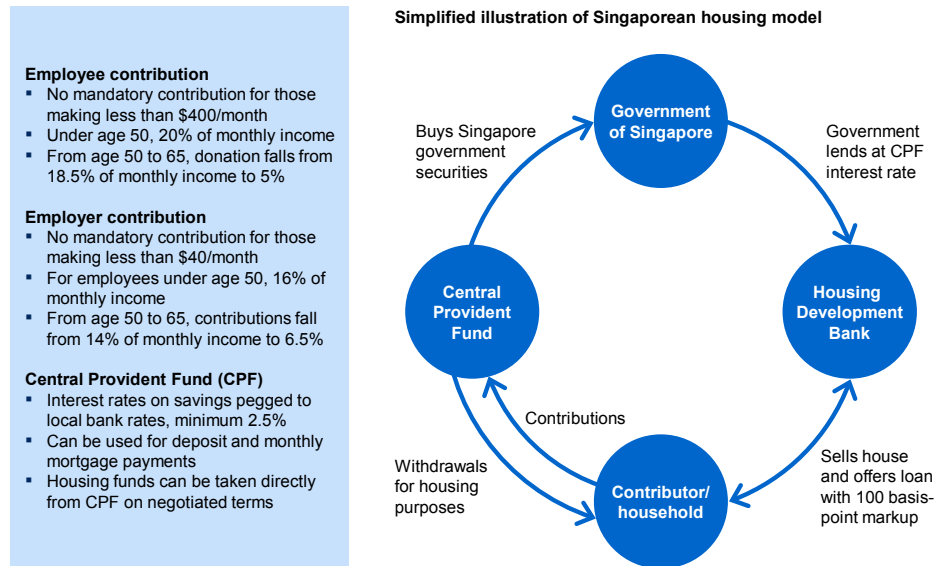 Simplified illustration of Singaporean housing model
Employee contribution
▪ No mandatory contribution for those
making less than $400/month
▪ Under age 50, 20% of monthly income
▪ From age 50 to 65, donation falls from
18.5% of monthly income to 5%
Employer contribution
▪ No mandatory contribution for those
making less than $40/month
▪ For employees under age 50, 16% of
monthly income
▪ From age 50 to 65, contributions fall
from 14% of monthly income to 6.5%
Central Provident Fund (CPF)
▪ Interest rates on savings pegged to
local bank rates, minimum 2.5%
▪ Can be used for deposit and monthly
mortgage payments
▪ Housing funds can be taken directly
from CPF on negotiated terms
Government
of Singapore
Buys Singapore
government
securities
Government
lends at CPF
interest rate
Central
Provident
Fund
Housing
Development
Bank
Contributions
Withdrawals
for housing
purposes
Contributor/
household
Sells house
and offers loan
with 100 basis-
point markup